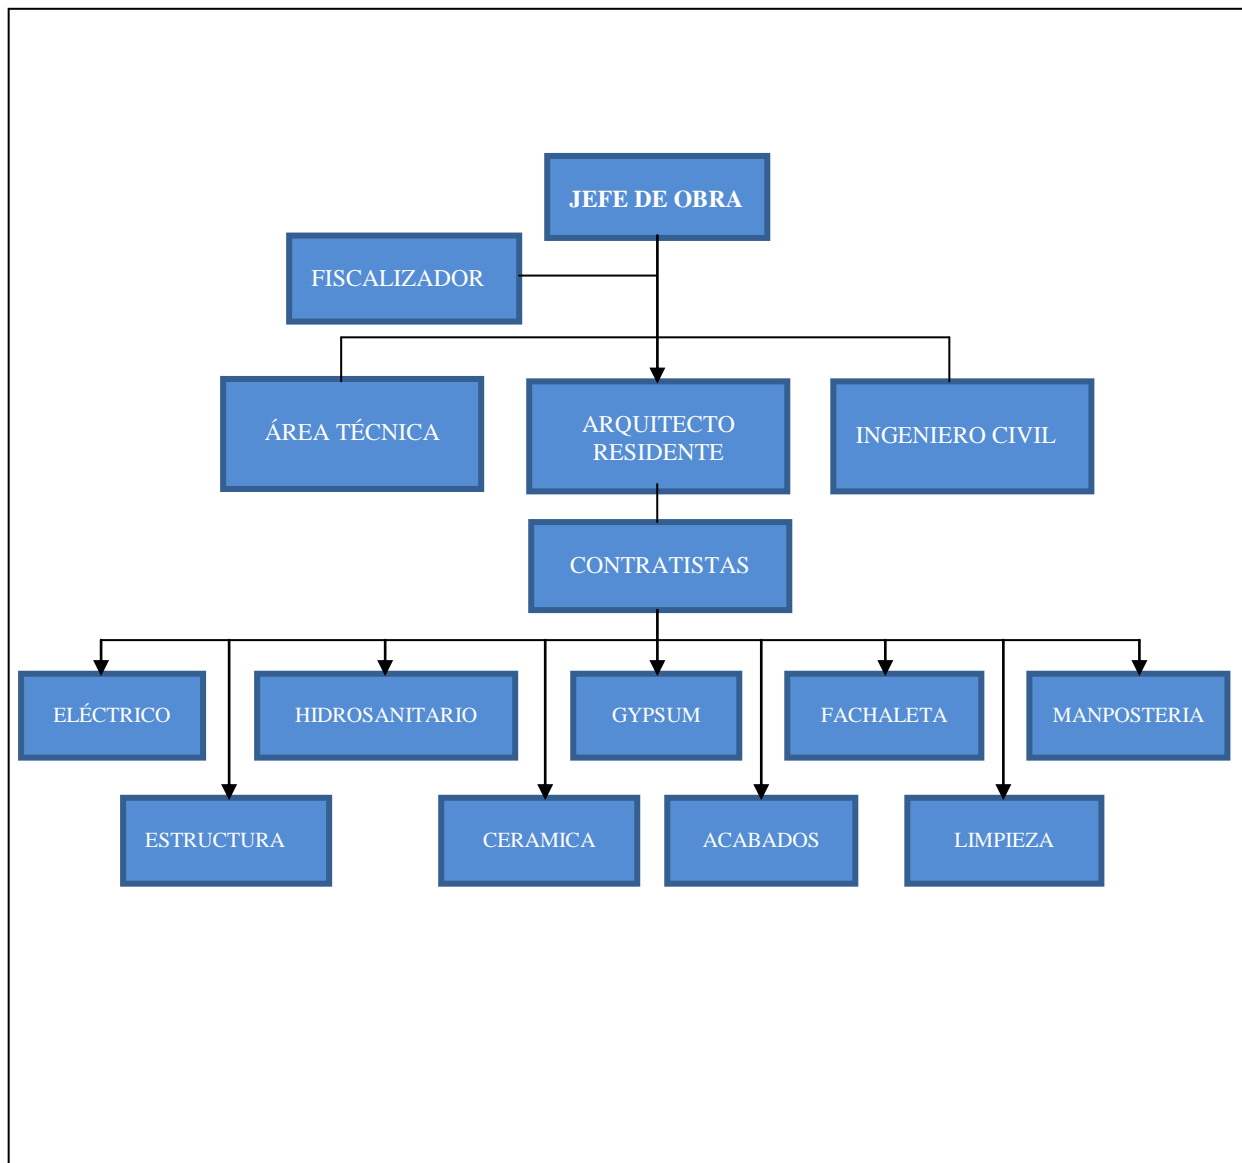 JEFE DE OBRA
FISCALIZADOR
ÁREA TÉCNICA
ARQUITECTO
RESIDENTE
INGENIERO CIVIL
CONTRATISTAS
ELÉCTRICO
HIDROSANITARIO
GYPSUM
FACHALETA
MANPOSTERIA
ESTRUCTURA
CERAMICA
ACABADOS
LIMPIEZA